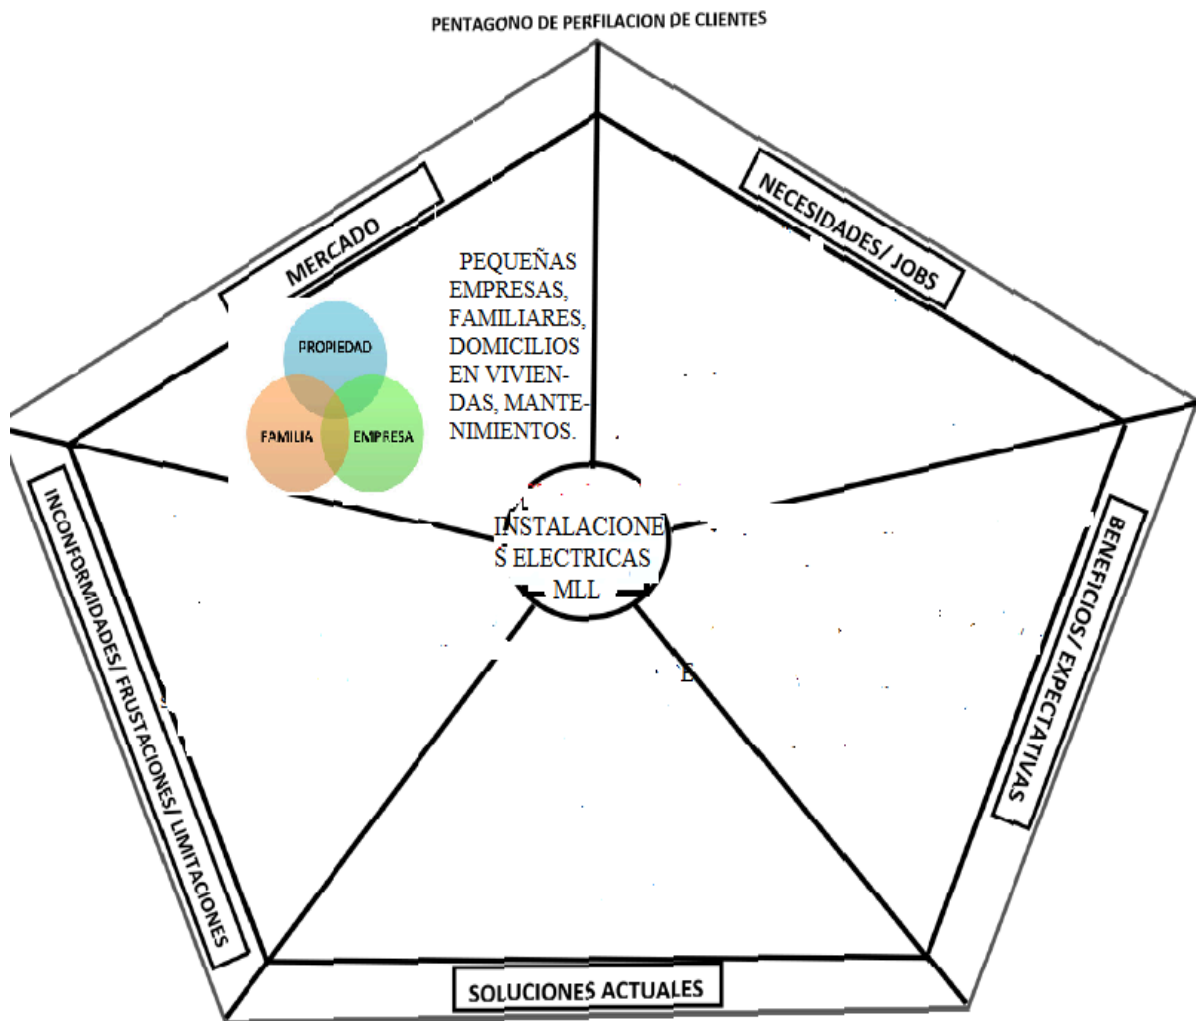 PENTAGONO DE PERFILACION DE CLIENTES
MERCADO
NECESIDADES/ JOBS
PEQUEÑAS
EMPRESAS,
FAMILIARES,
DOMICILIOS
EN VIVIEN-
DAS, MANTE-
NIMIENTOS.
PROPIEDAD
FAMILIA
EMPRESA
INSTALACIONE
S ELECTRICAS
MLL
INCONFORMIDADES/ FRUSTACIONES/ LIMITACIONES
BENEFICIOS/ EXPECTATIVAS
E
SOLUCIONES ACTUALES